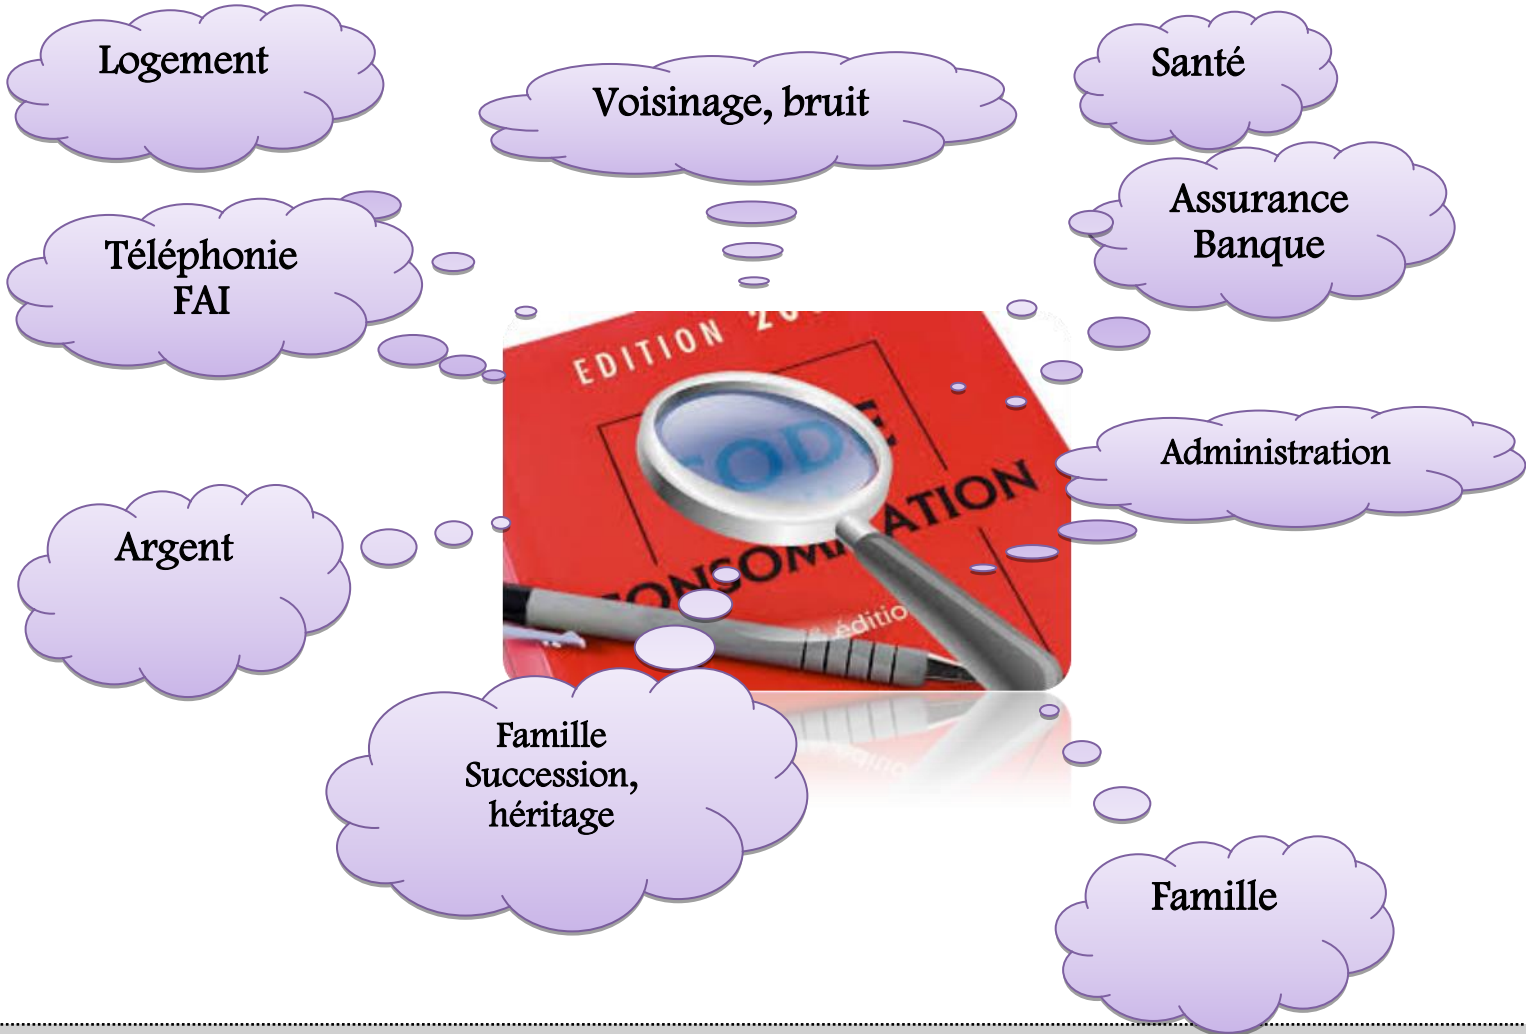 Logement
Voisinage, bruit
Santé
Assurance
Banque
Téléphonie
FAI
EDITION
Administration
Argent
Famille
Succession,
héritage
Famille